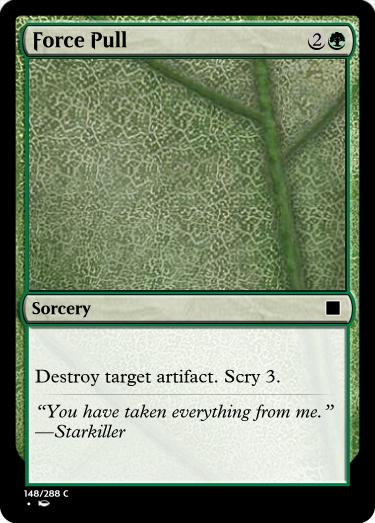 Force Pull 2
Sorcery
Destroy target artifact. Scry 3.
“You have taken everything from me.”
—Starkiller
148/288 C